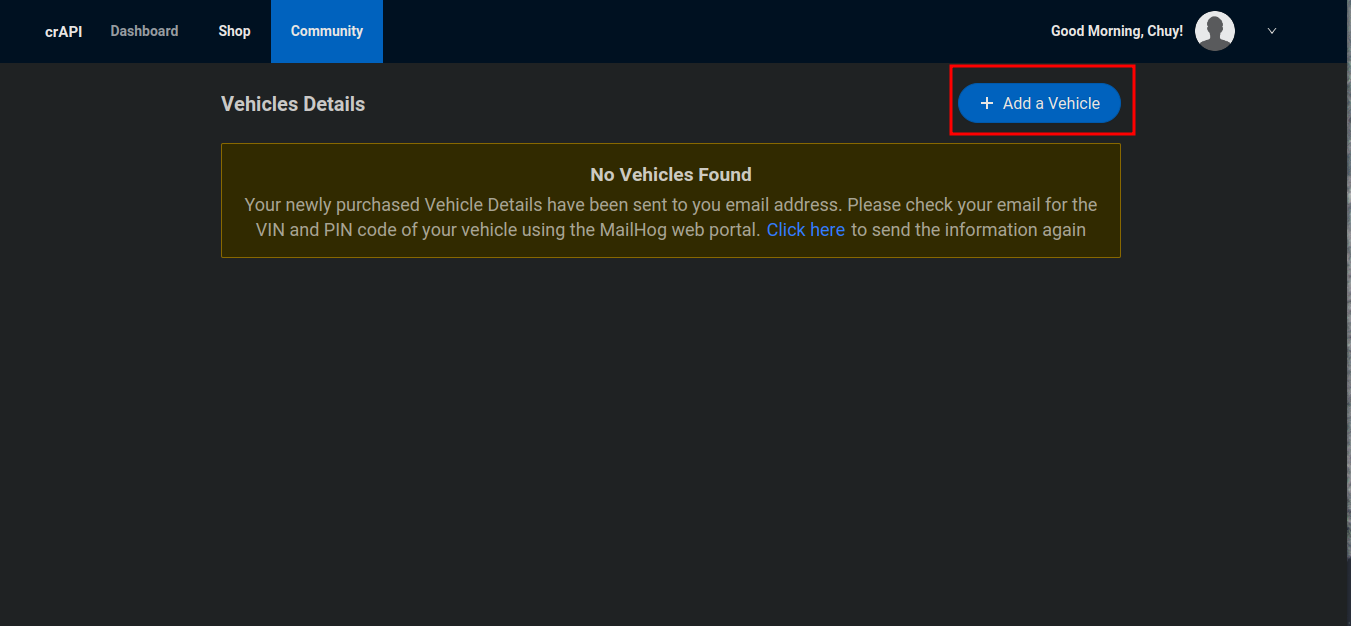 crAPI Dashboard Shop Community Good Morning, Chuy!
Vehicles Details + Add a Vehicle
No Vehicles Found
Your newly purchased Vehicle Details have been sent to you email address. Please check your email for the
VIN and PIN code of your vehicle using the MailHog web portal. Click here to send the information again